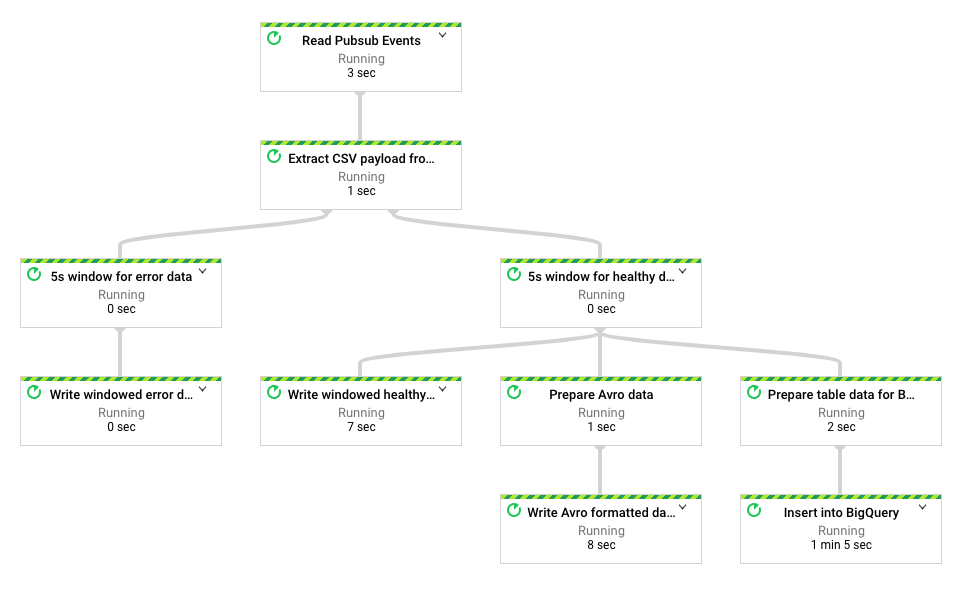 Read Pubsub Events
Running
3 sec
Extract CSV payload fro...
Running
1 sec
5s window for error data
Running
0 sec
5s window for healthy d...
Running
0 sec
Write windowed error d...
Running
0 sec
Write windowed healthy...
Running
7 sec
Prepare Avro data
Running
1 sec
Prepare table data for B...
Running
2 sec
Write Avro formatted da...
Running
8 sec
Insert into BigQuery
Running
1 min 5 sec